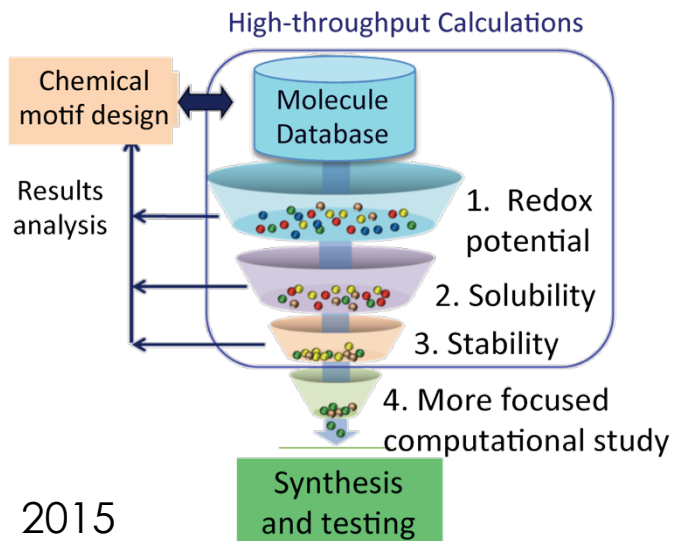 High-throughput Calculations
Chemical
motif design
Molecule
Database
Results
analysis
1. Redox
potential
2. Solubility
3. Stability
4. More focused
computational study
Synthesis
and testing
2015